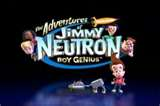 The Adventures of
JIMMY
NEUTRON
BOY GENIUS